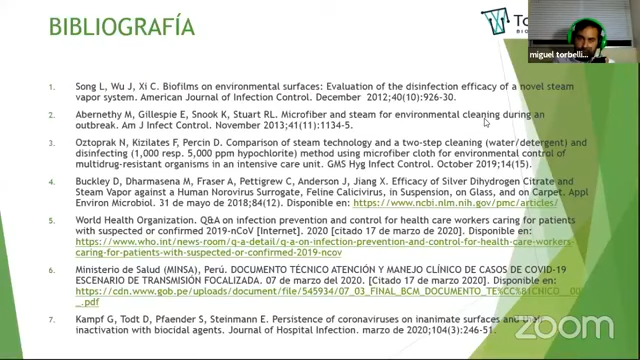 BIBLIOGRAFÍA
miguel torbelli...
1. Song L, Wu J, Xi C. Biofilms on environmental surfaces: Evaluation of the disinfection efficacy of a novel steam
vapor system. American Journal of Infection Control. December 2012;40(10):926-30.
2. Abernethy M, Gillespie E, Snook K, Stuart RL. Microfiber and steam for environmental cleaning during an
outbreak. Am J Infect Control. November 2013;41(11):1134-5.
3. Oztoprak N, Kizilates F, Percin D. Comparison of steam technology and a two-step cleaning (water/detergent) and
disinfecting (1,000 resp. 5,000 ppm hypochlorite) method using microfiber cloth for environmental control of
multidrug-resistant organisms in an intensive care unit. GMS Hyg Infect Control. October 2019;14(15).
4. Buckley D, Dharmasena M, Fraser A, Pettigrew C, Anderson J, Jiang X. Efficacy of Silver Dihydrogen Citrate and
Steam Vapor against a Human Norovirus Surrogate, Feline Calicivirus, in Suspension, on Glass, and on Carpet. Appl
Environ Microbiol. 31 de mayo de 2018;84(12). Disponible en: https://www.ncbi.nlm.nih.gov/pmc/articles/
5. World Health Organization. Q&A on infection prevention and control for health care workers caring for patients
with suspected or confirmed 2019-nCoV [Internet]. 2020 [citado 17 de marzo de 2020]. Disponible en:
https://www.who.int/news-room/q-a-detail/q-a-on-infection-prevention-and-control-for-health-care-workers-
caring-for-patients-with-suspected-or-confirmed-2019-ncov
6. Ministerio de Salud (MINSA), Perú. DOCUMENTO TÉCNICO ATENCIÓN Y MANEJO CLÍNICO DE CASOS DE COVID-19
ESCENARIO DE TRANSMISIÓN FOCALIZADA. 07 de marzo del 2020. [Citado 17 de marzo de 2020]. Disponible en:
https://cdn.www.gob.pe/uploads/document/file/545934/07_03_FINAL_BCM_DOCUMENTO_TE%CC%81CNICO__00
_.pdf
7. Kampf G, Todt D, Pfaender S, Steinmann E. Persistence of coronaviruses on inanimate surfaces and their
inactivation with biocidal agents. Journal of Hospital Infection. marzo de 2020;104(3):246-51.
zoom